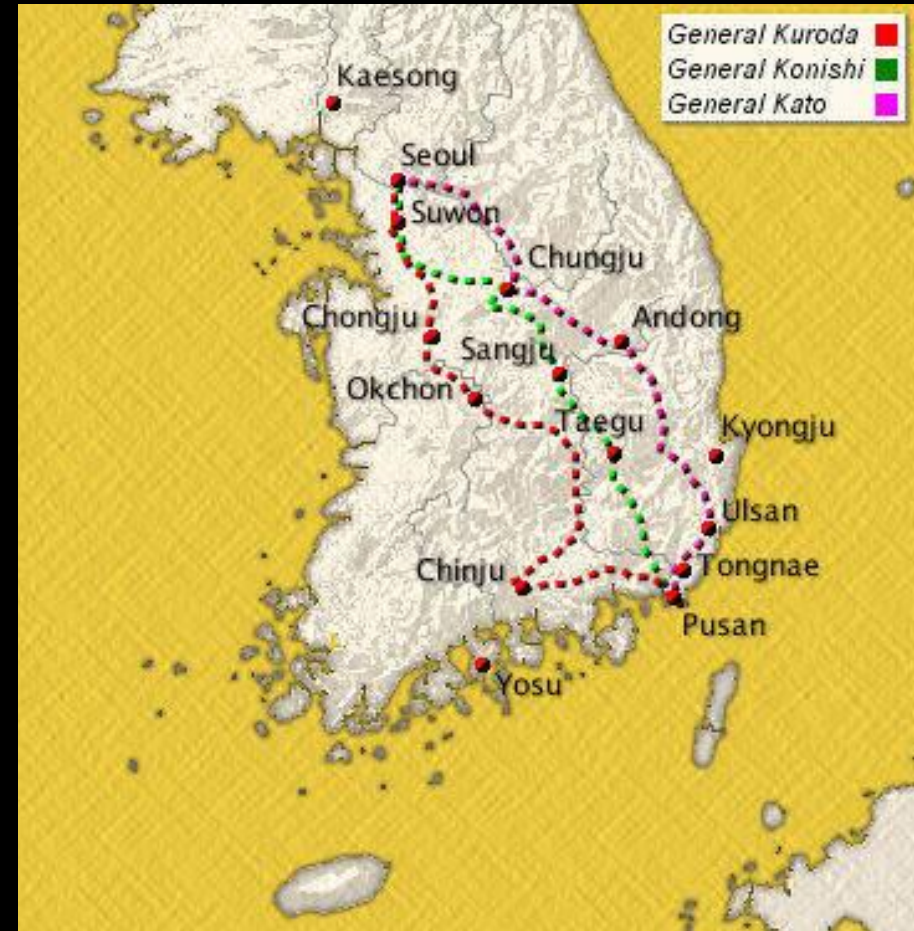 General Kuroda
General Konishi
General Kato
Kaesong
Seoul
Suwon
Chungju
Chongju
Andong
Sangju
Okchon
Taegu
Kyongju
Ulsan
Chinju
Tongnae
Pusan
Yosu